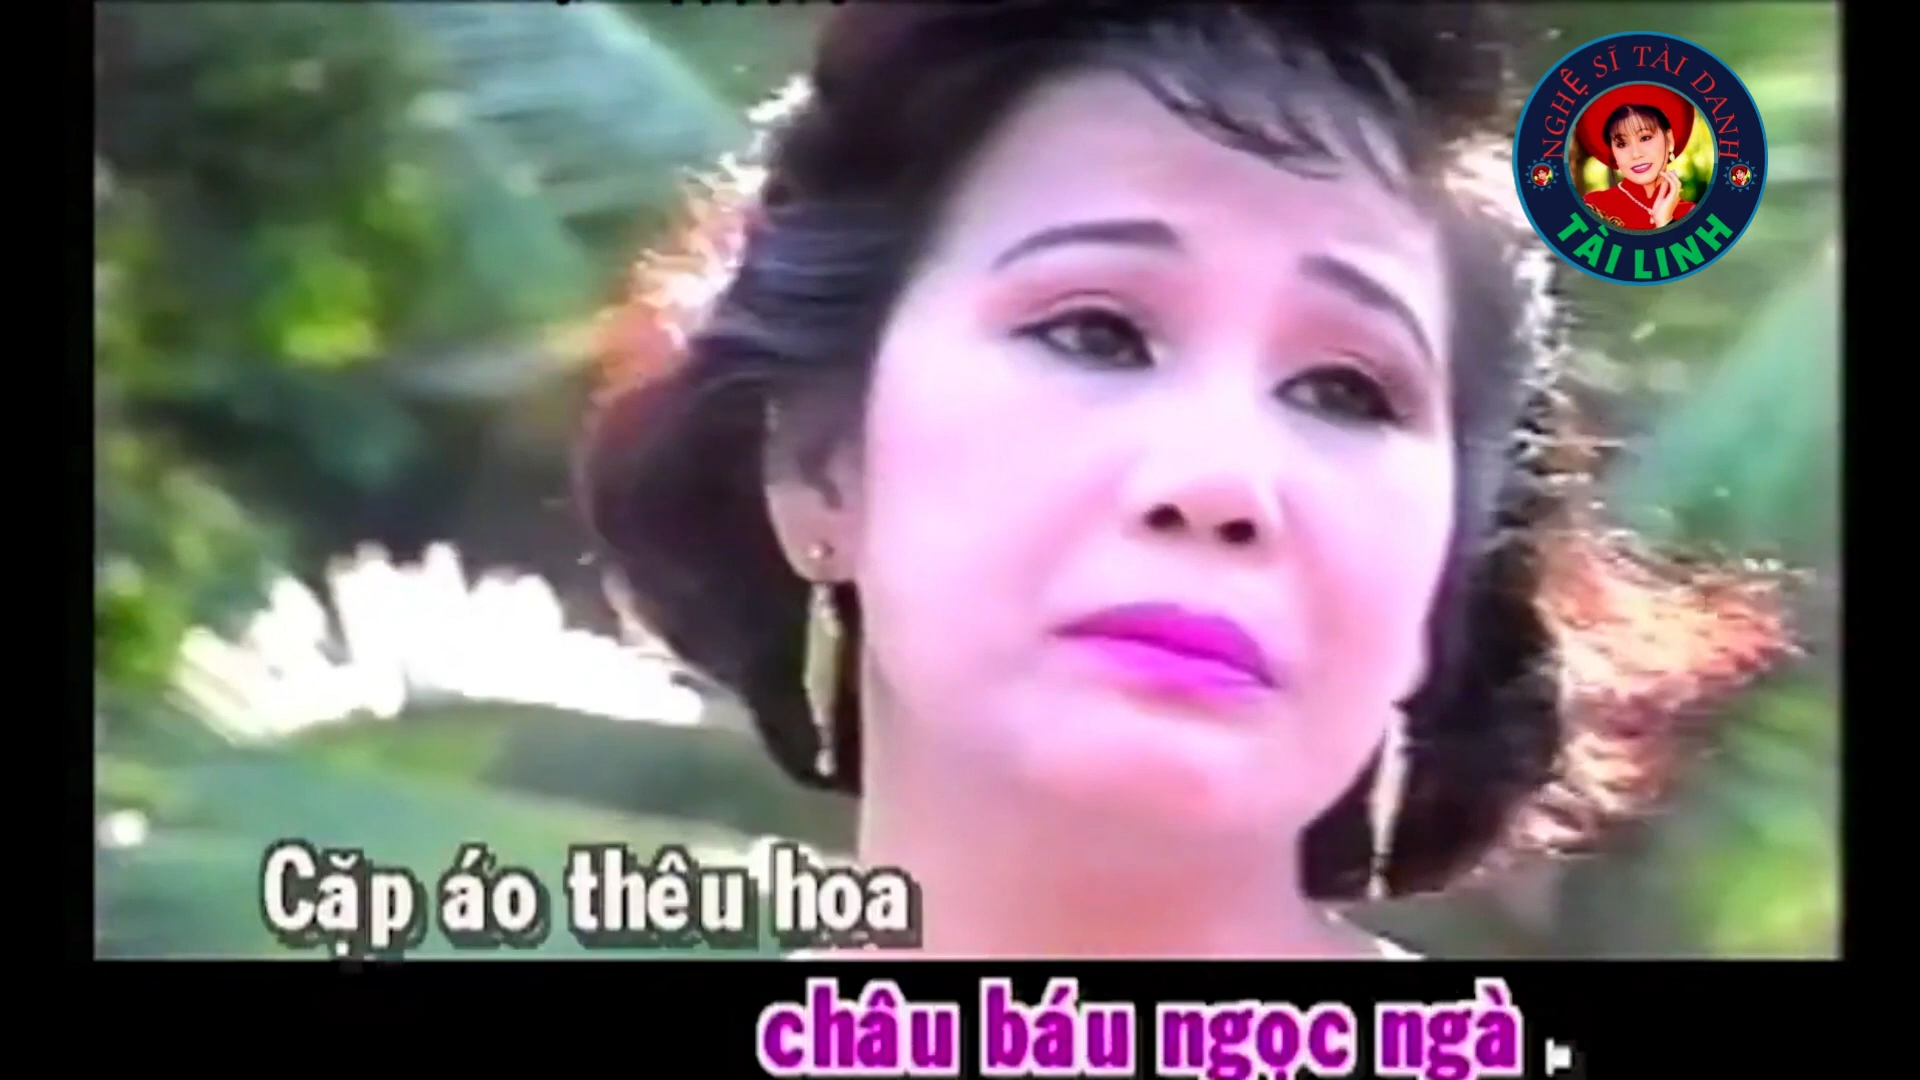 NGHỆ SĨ TÀI DANH
TÀI LINH
Cặp áo thêu hoa
châu báu ngọc ngà